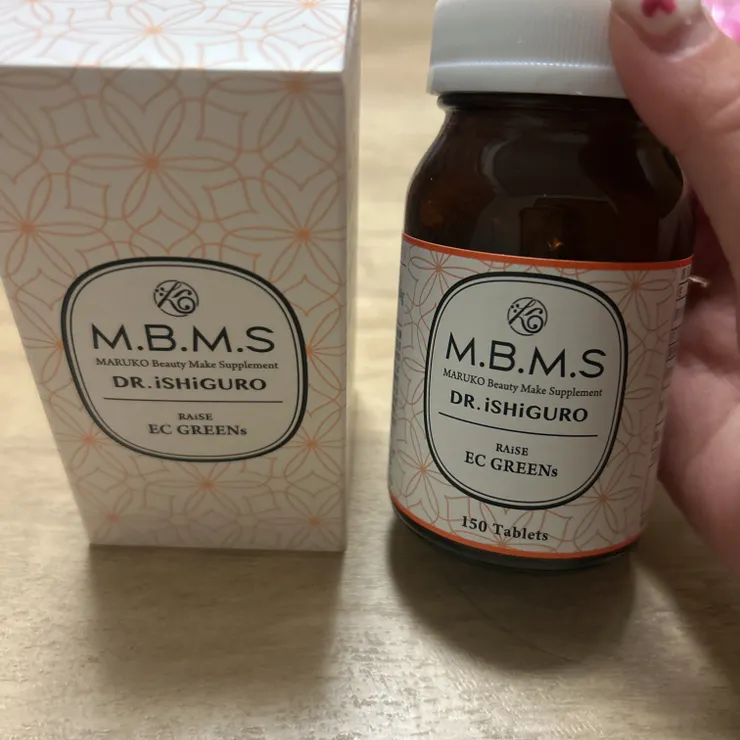 M.B.M.S
MARUKO Beauty Make Supplement
DR.iSHiGURO
RAiSE
EC GREENs
M.B.M.S
MARUKO Beauty Make Supplement
DR.iSHiGURO
RAiSE
EC GREENs
150 Tablets